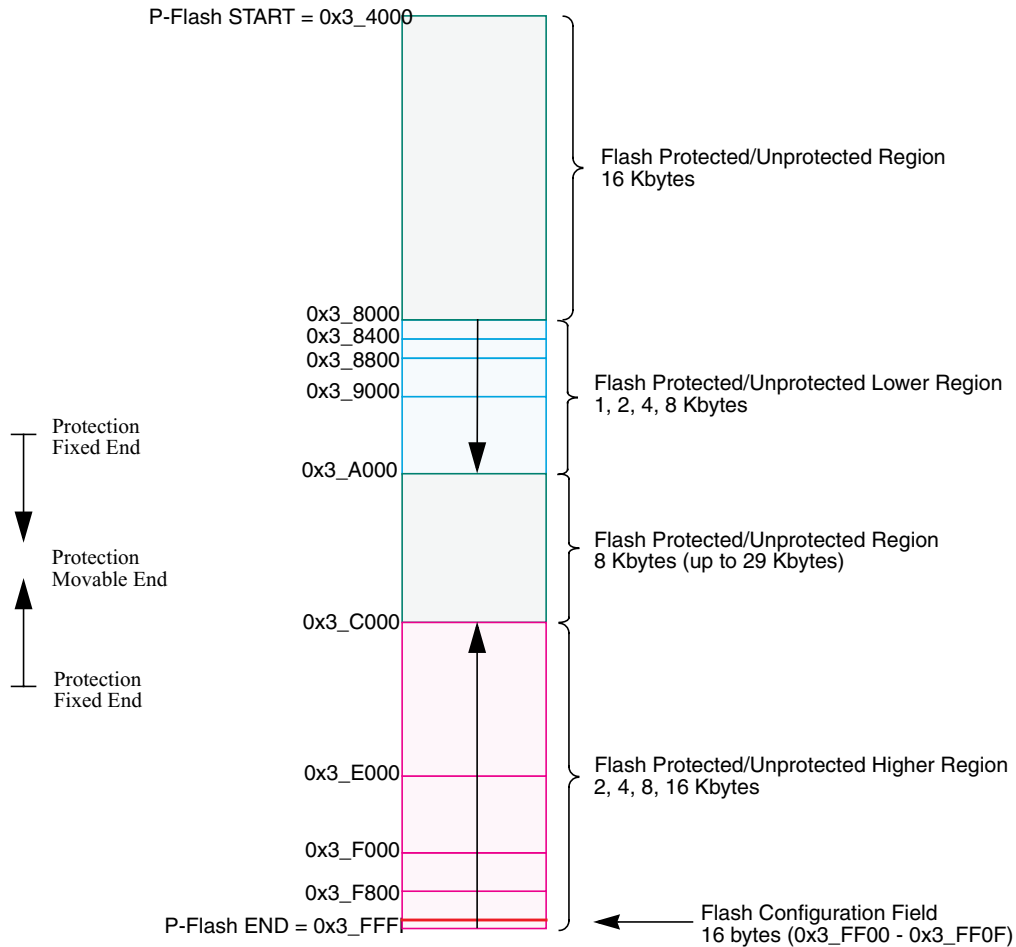 P-Flash START = 0x3_4000
Flash Protected/Unprotected Region
16 Kbytes
0x3_8000
0x3_8400
0x3_8800
0x3_9000
Flash Protected/Unprotected Lower Region
1, 2, 4, 8 Kbytes
Protection
Fixed End
0x3_A000
Protection
Movable End
Flash Protected/Unprotected Region
8 Kbytes (up to 29 Kbytes)
0x3_C000
Protection
Fixed End
0x3_E000
Flash Protected/Unprotected Higher Region
2, 4, 8, 16 Kbytes
0x3_F000
0x3_F800
P-Flash END = 0x3_FFF
Flash Configuration Field
16 bytes (0x3_FF00 - 0x3_FF0F)